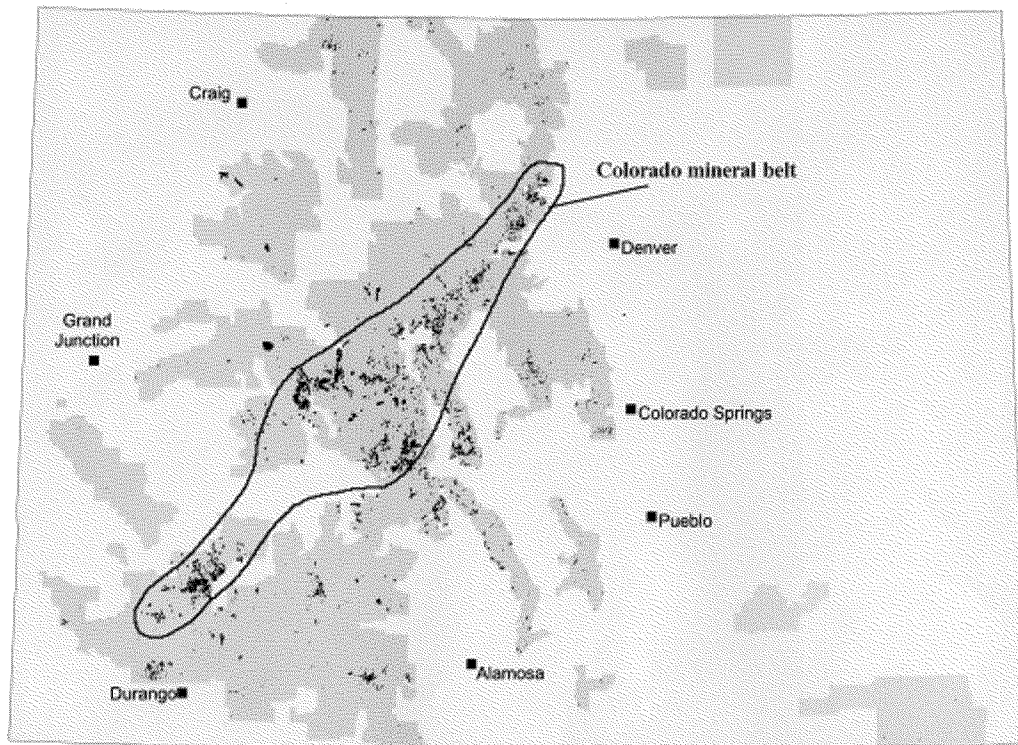 Craig
Colorado mineral belt
Denver
Grand
Junction
Colorado Springs
Pueblo
Alamosa
Durango